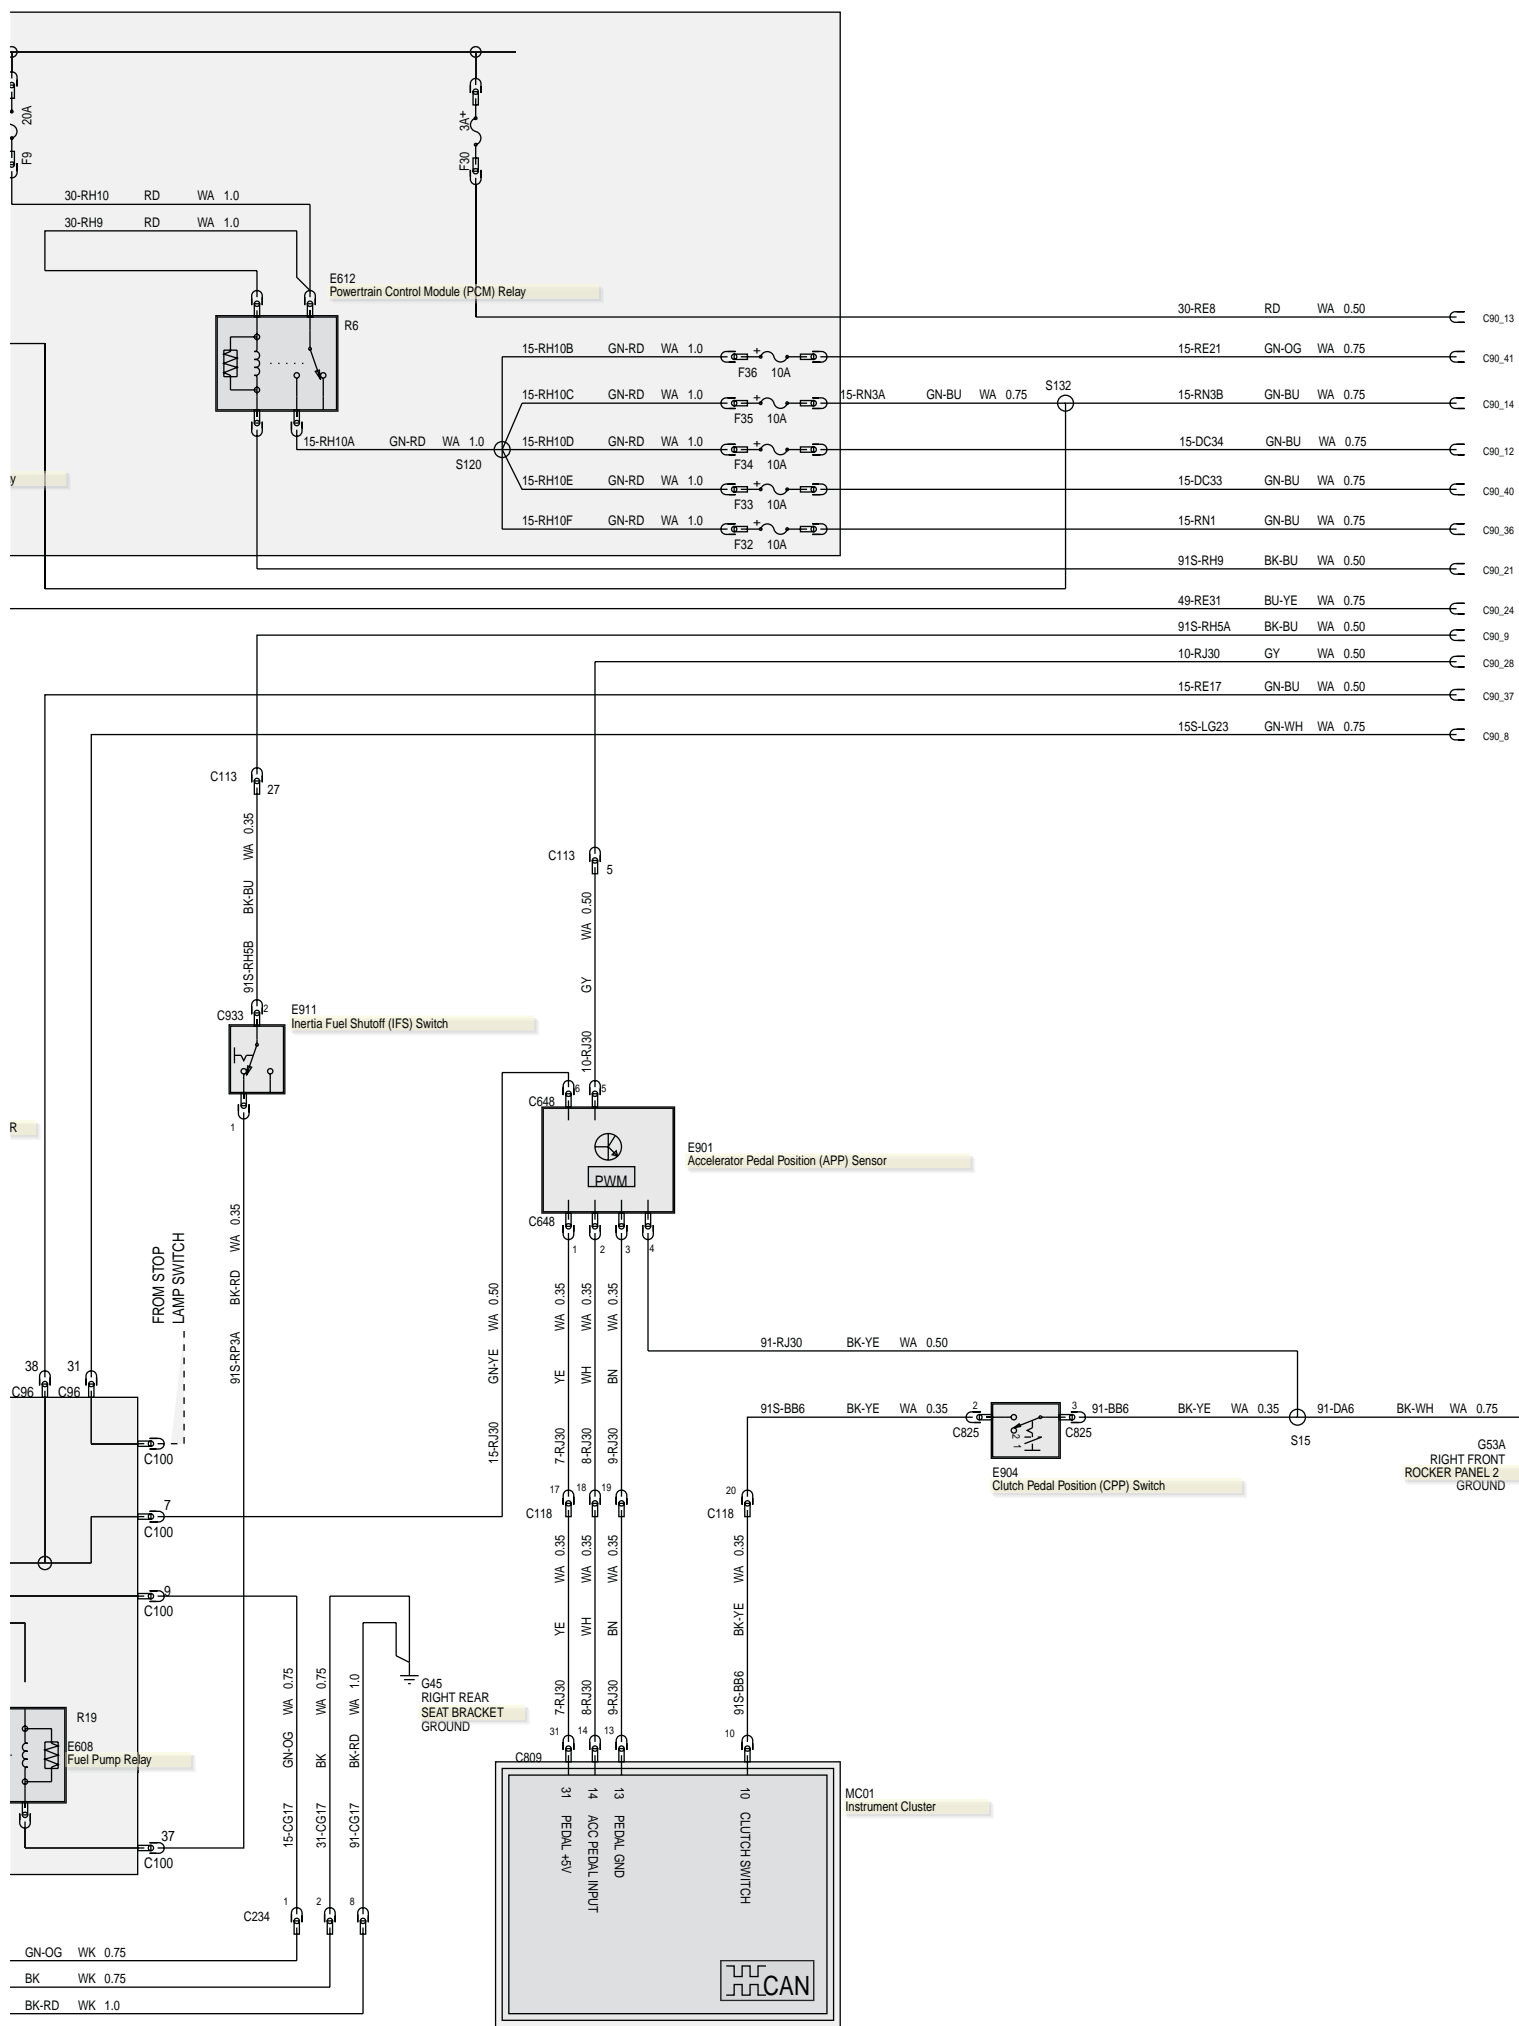 20A
F9
3A+
F30
30-RH10 RD WA 1.0
30-RH9 RD WA 1.0
E612
Powertrain Control Module (PCM) Relay
R6
30-RE8 RD WA 0.50 C90_13
15-RH10B GN-RD WA 1.0 + F36 10A 15-RE21 GN-OG WA 0.75 C90_41
15-RH10C GN-RD WA 1.0 + F35 10A 15-RN3A GN-BU WA 0.75 S132 15-RN3B GN-BU WA 0.75 C90_14
15-RH10A GN-RD WA 1.0 S120 15-RH10D GN-RD WA 1.0 + F34 10A 15-DC34 GN-BU WA 0.75 C90_12
y
15-RH10E GN-RD WA 1.0 + F33 10A 15-DC33 GN-BU WA 0.75 C90_40
15-RH10F GN-RD WA 1.0 + F32 10A 15-RN1 GN-BU WA 0.75 C90_36
91S-RH9 BK-BU WA 0.50 C90_21
49-RE31 BU-YE WA 0.75 C90_24
91S-RH5A BK-BU WA 0.50 C90_9
10-RJ30 GY WA 0.50 C90_28
15-RE17 GN-BU WA 0.50 C90_37
15S-LG23 GN-WH WA 0.75 C90_8
C113 27
91S-RH5B BK-BU WA 0.35
C113 5
10-RJ30 GY WA 0.50
C933 2
E911
Inertia Fuel Shutoff (IFS) Switch
1
R
C648 6 5
E901
Accelerator Pedal Position (APP) Sensor
PWM
C648 1 2 3 4
91S-RP3A BK-RD WA 0.35
FROM STOP
LAMP SWITCH
15-RJ30 GN-YE WA 0.50
7-RJ30 YE WA 0.35
8-RJ30 WH WA 0.35
9-RJ30 BN WA 0.35
91-RJ30 BK-YE WA 0.50
38 31
C96 C96
C100
91S-BB6 BK-YE WA 0.35 2 C825 3 C825 91-BB6 BK-YE WA 0.35 S15 91-DA6 BK-WH WA 0.75
2 1
E904
Clutch Pedal Position (CPP) Switch
G53A
RIGHT FRONT
ROCKER PANEL 2
GROUND
17 18 19
C118
20
C118
7
C100
9
C100
7-RJ30 YE WA 0.35
8-RJ30 WH WA 0.35
9-RJ30 BN WA 0.35
91S-BB6 BK-YE WA 0.35
15-CG17 GN-OG WA 0.75
31-CG17 BK WA 0.75
91-CG17 BK-RD WA 1.0
G45
RIGHT REAR
SEAT BRACKET
GROUND
R19
E608
Fuel Pump Relay
37
C100
31 14 13 10
C809
MC01
Instrument Cluster
31 PEDAL +5V
14 ACC PEDAL INPUT
13 PEDAL GND
10 CLUTCH SWITCH
CAN
C234 1 2 8
GN-OG WK 0.75
BK WK 0.75
BK-RD WK 1.0